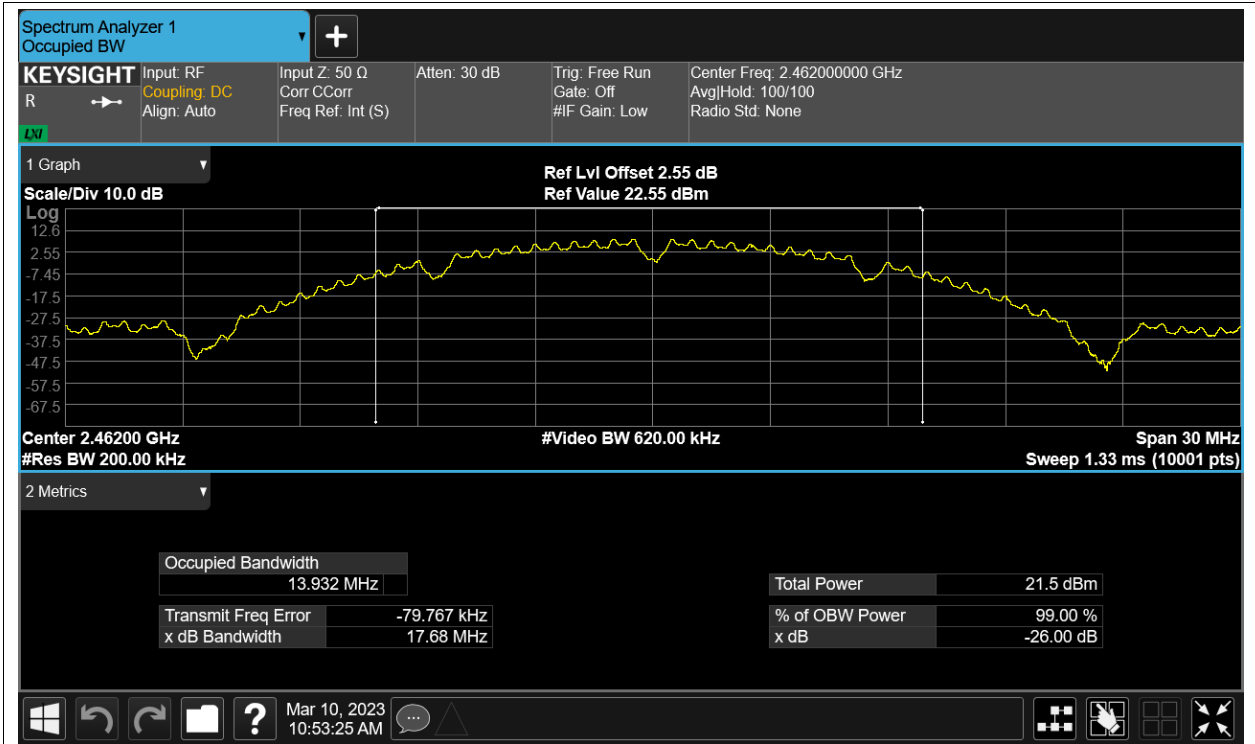 Spectrum Analyzer 1
Occupied BW
KEYSIGHT
R
LXI
Input: RF
Coupling: DC
Align: Auto
Input Z: 50 Ω
Corr CCorr
Freq Ref: Int (S)
Atten: 30 dB
Trig: Free Run
Gate: Off
#IF Gain: Low
Center Freq: 2.462000000 GHz
Avg|Hold: 100/100
Radio Std: None
1 Graph
Scale/Div 10.0 dB
Ref Lvl Offset 2.55 dB
Ref Value 22.55 dBm
Log
12.6
2.55
-7.45
-17.5
-27.5
-37.5
-47.5
-57.5
-67.5
Center 2.46200 GHz
#Video BW 620.00 kHz
Span 30 MHz
#Res BW 200.00 kHz
Sweep 1.33 ms (10001 pts)
2 Metrics
Occupied Bandwidth
13.932 MHz
Total Power 21.5 dBm
Transmit Freq Error -79.767 kHz
% of OBW Power 99.00 %
x dB Bandwidth 17.68 MHz
x dB -26.00 dB
?
Mar 10, 2023
10:53:25 AM